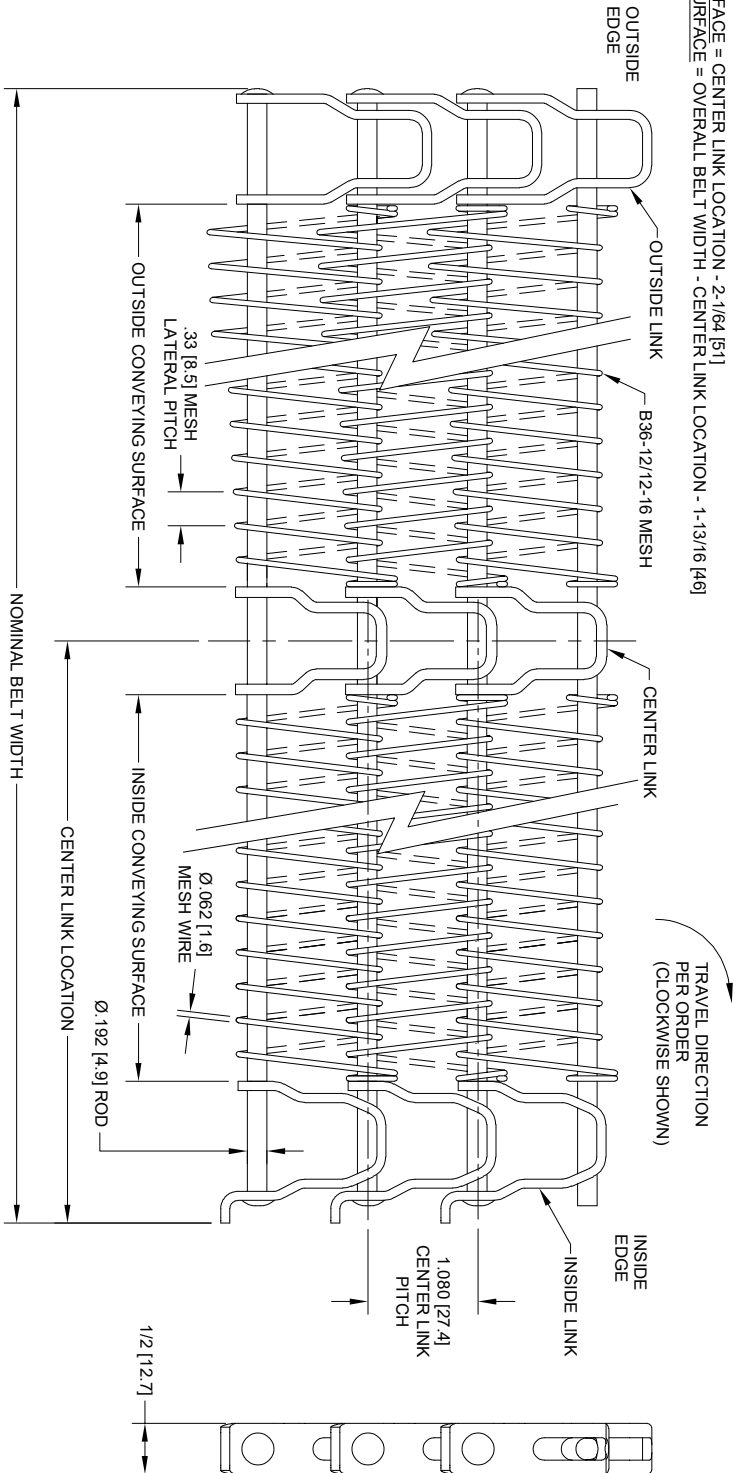 FACE = CENTER LINK LOCATION - 2-1/64 [51]
URFACE = OVERALL BELT WIDTH - CENTER LINK LOCATION - 1-13/16 [46]
TRAVEL DIRECTION
PER ORDER
(CLOCKWISE SHOWN)
OUTSIDE
EDGE
OUTSIDE LINK
B36-12/12-16 MESH
CENTER LINK
INSIDE
EDGE
INSIDE LINK
1.080 [27.4]
CENTER LINK
PITCH
.33 [8.5] MESH
LATERAL PITCH
Ø.062 [1.6]
MESH WIRE
OUTSIDE CONVEYING SURFACE
INSIDE CONVEYING SURFACE
Ø.192 [4.9] ROD
CENTER LINK LOCATION
NOMINAL BELT WIDTH
1/2 [12.7]